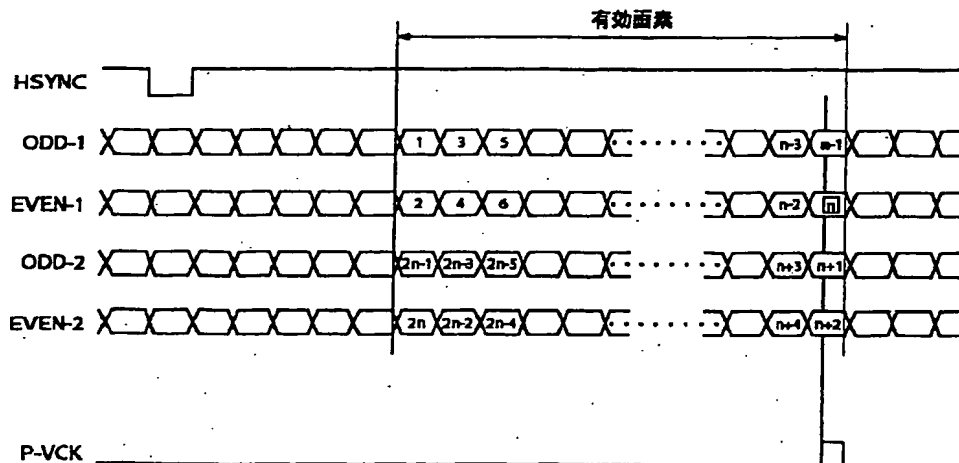 有効画素
HSYNC
ODD-1 1 3 5 n-3 n-1
EVEN-1 2 4 6 n-2 n
ODD-2 2n-1 2n-3 2n-5 n+3 n+1
EVEN-2 2n 2n-2 2n-4 n+4 n+2
P-VCK